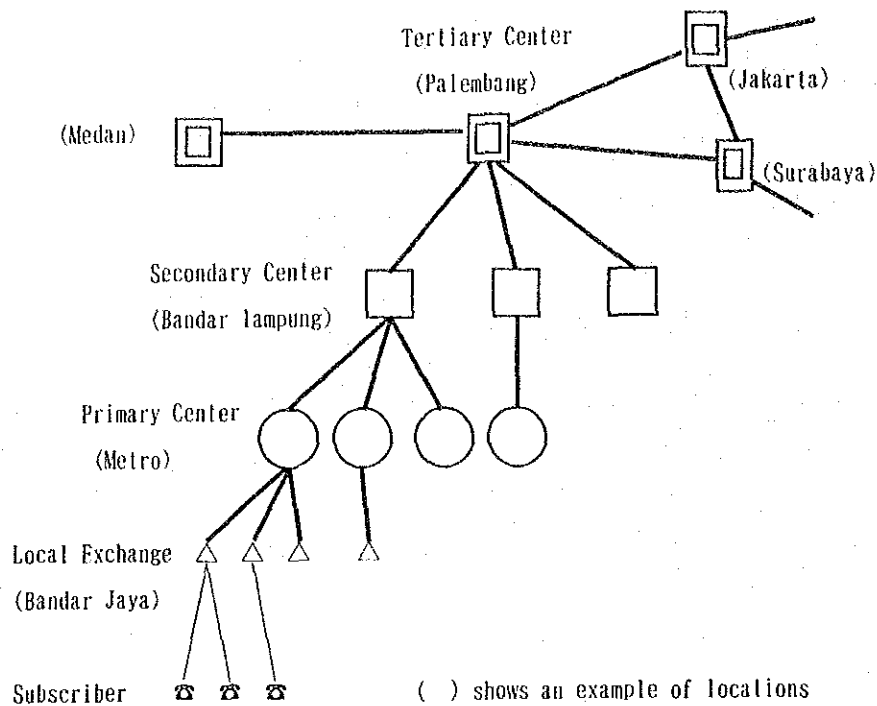 Tertiary Center
(Palembang)
(Jakarta)
(Medan)
(Surabaya)
Secondary Center
(Bandar lampung)
Primary Center
(Metro)
Local Exchange
(Bandar Jaya)
Subscriber
( ) shows an example of locations